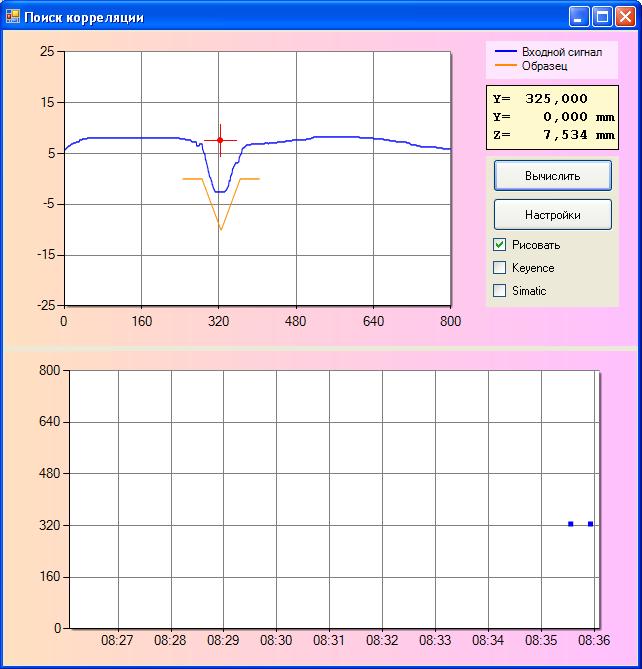 Поиск корреляции
25
15
5
-5
-15
-25
0 160 320 480 640 800
Входной сигнал
Образец
Y= 325,000
Y= 0,000 mm
Z= 7,534 mm
Вычислить
Настройки
Рисовать
Keyence
Simatic
800
640
480
320
160
0
08:27 08:28 08:29 08:30 08:31 08:32 08:33 08:34 08:35 08:36